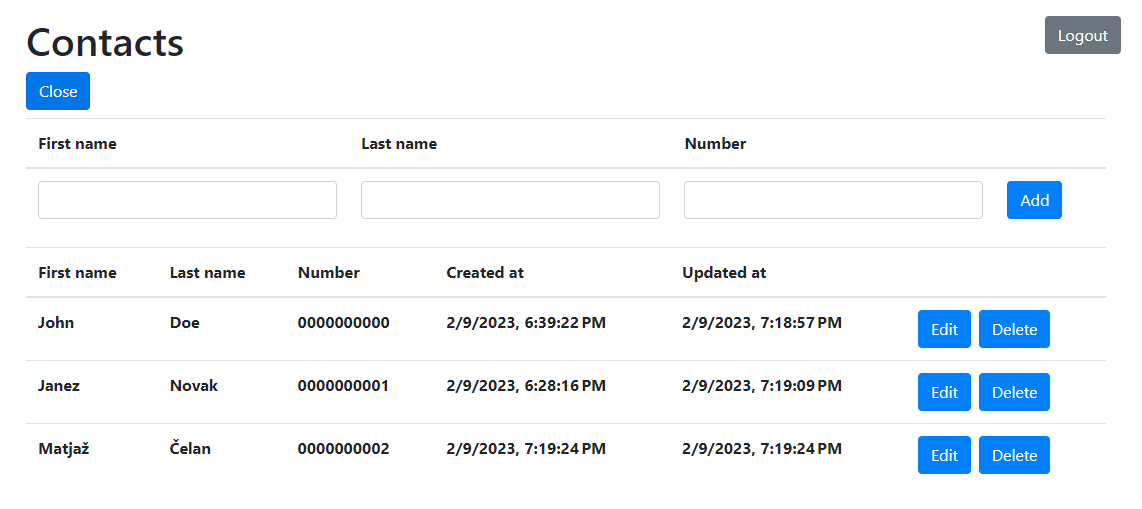 Contacts
Logout
Close
First name Last name Number
Add
First name Last name Number Created at Updated at
John Doe 0000000000 2/9/2023, 6:39:22 PM 2/9/2023, 7:18:57 PM Edit Delete
Janez Novak 0000000001 2/9/2023, 6:28:16 PM 2/9/2023, 7:19:09 PM Edit Delete
Matjaž Čelan 0000000002 2/9/2023, 7:19:24 PM 2/9/2023, 7:19:24 PM Edit Delete